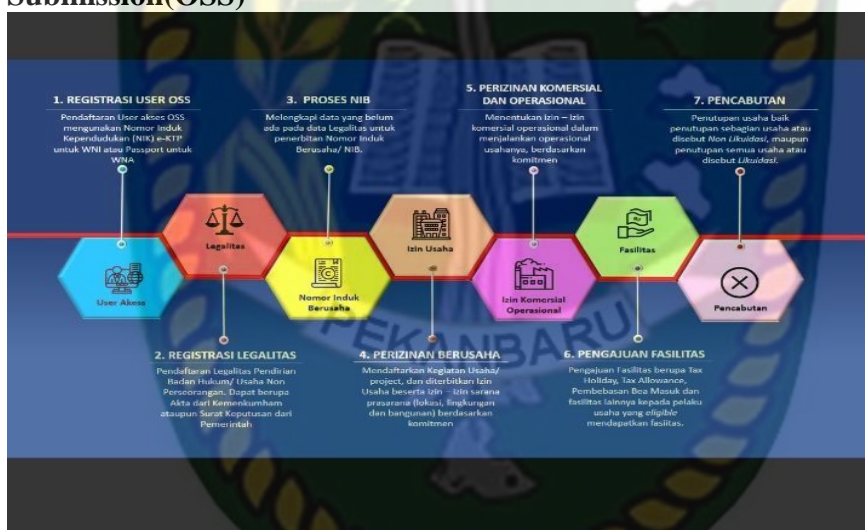 Submission(OSS)
1. REGISTRASI USER OSS
Pendaftaran User akses OSS
mengunakan Nomor Induk
Kependudukan (NIK) e-KTP
untuk WNI atau Passport untuk
WNA
3. PROSES NIB
Melengkapi data yang belum
ada pada data Legalitas untuk
penerbitan Nomor Induk
Berusaha/ NIB.
5. PERIZINAN KOMERSIAL
DAN OPERASIONAL
Menentukan Izin – Izin
komersial operasional dalam
menjalankan operasional
usahanya, berdasarkan
komitmen
7. PENCABUTAN
Penutupan usaha baik
penutupan sebagian usaha atau
disebut Non Likuidasi, maupun
penutupan semua usaha atau
disebut Likuidasi.
User Akses
Legalitas
Nomor Induk
Berusaha
Izin Usaha
Izin Komersial
Operasional
Fasilitas
Pencabutan
PEKANBARU
2. REGISTRASI LEGALITAS
Pendaftaran Legalitas Pendirian
Badan Hukum/ Usaha Non
Perseorangan. Dapat berupa
Akta dari Kemenkumham
ataupun Surat Keputusan dari
Pemerintah
4. PERIZINAN BERUSAHA
Mendaftarkan Kegiatan Usaha/
project, dan diterbitkan Izin
Usaha beserta Izin – Izin sarana
prasarana (lokasi, lingkungan
dan bangunan) berdasarkan
komitmen
6. PENGAJUAN FASILITAS
Pengajuan Fasilitas berupa Tax
Holiday, Tax Allowance,
Pembebasan Bea Masuk dan
fasilitas lainnya kepada pelaku
usaha yang eligible
mendapatkan fasiitas.